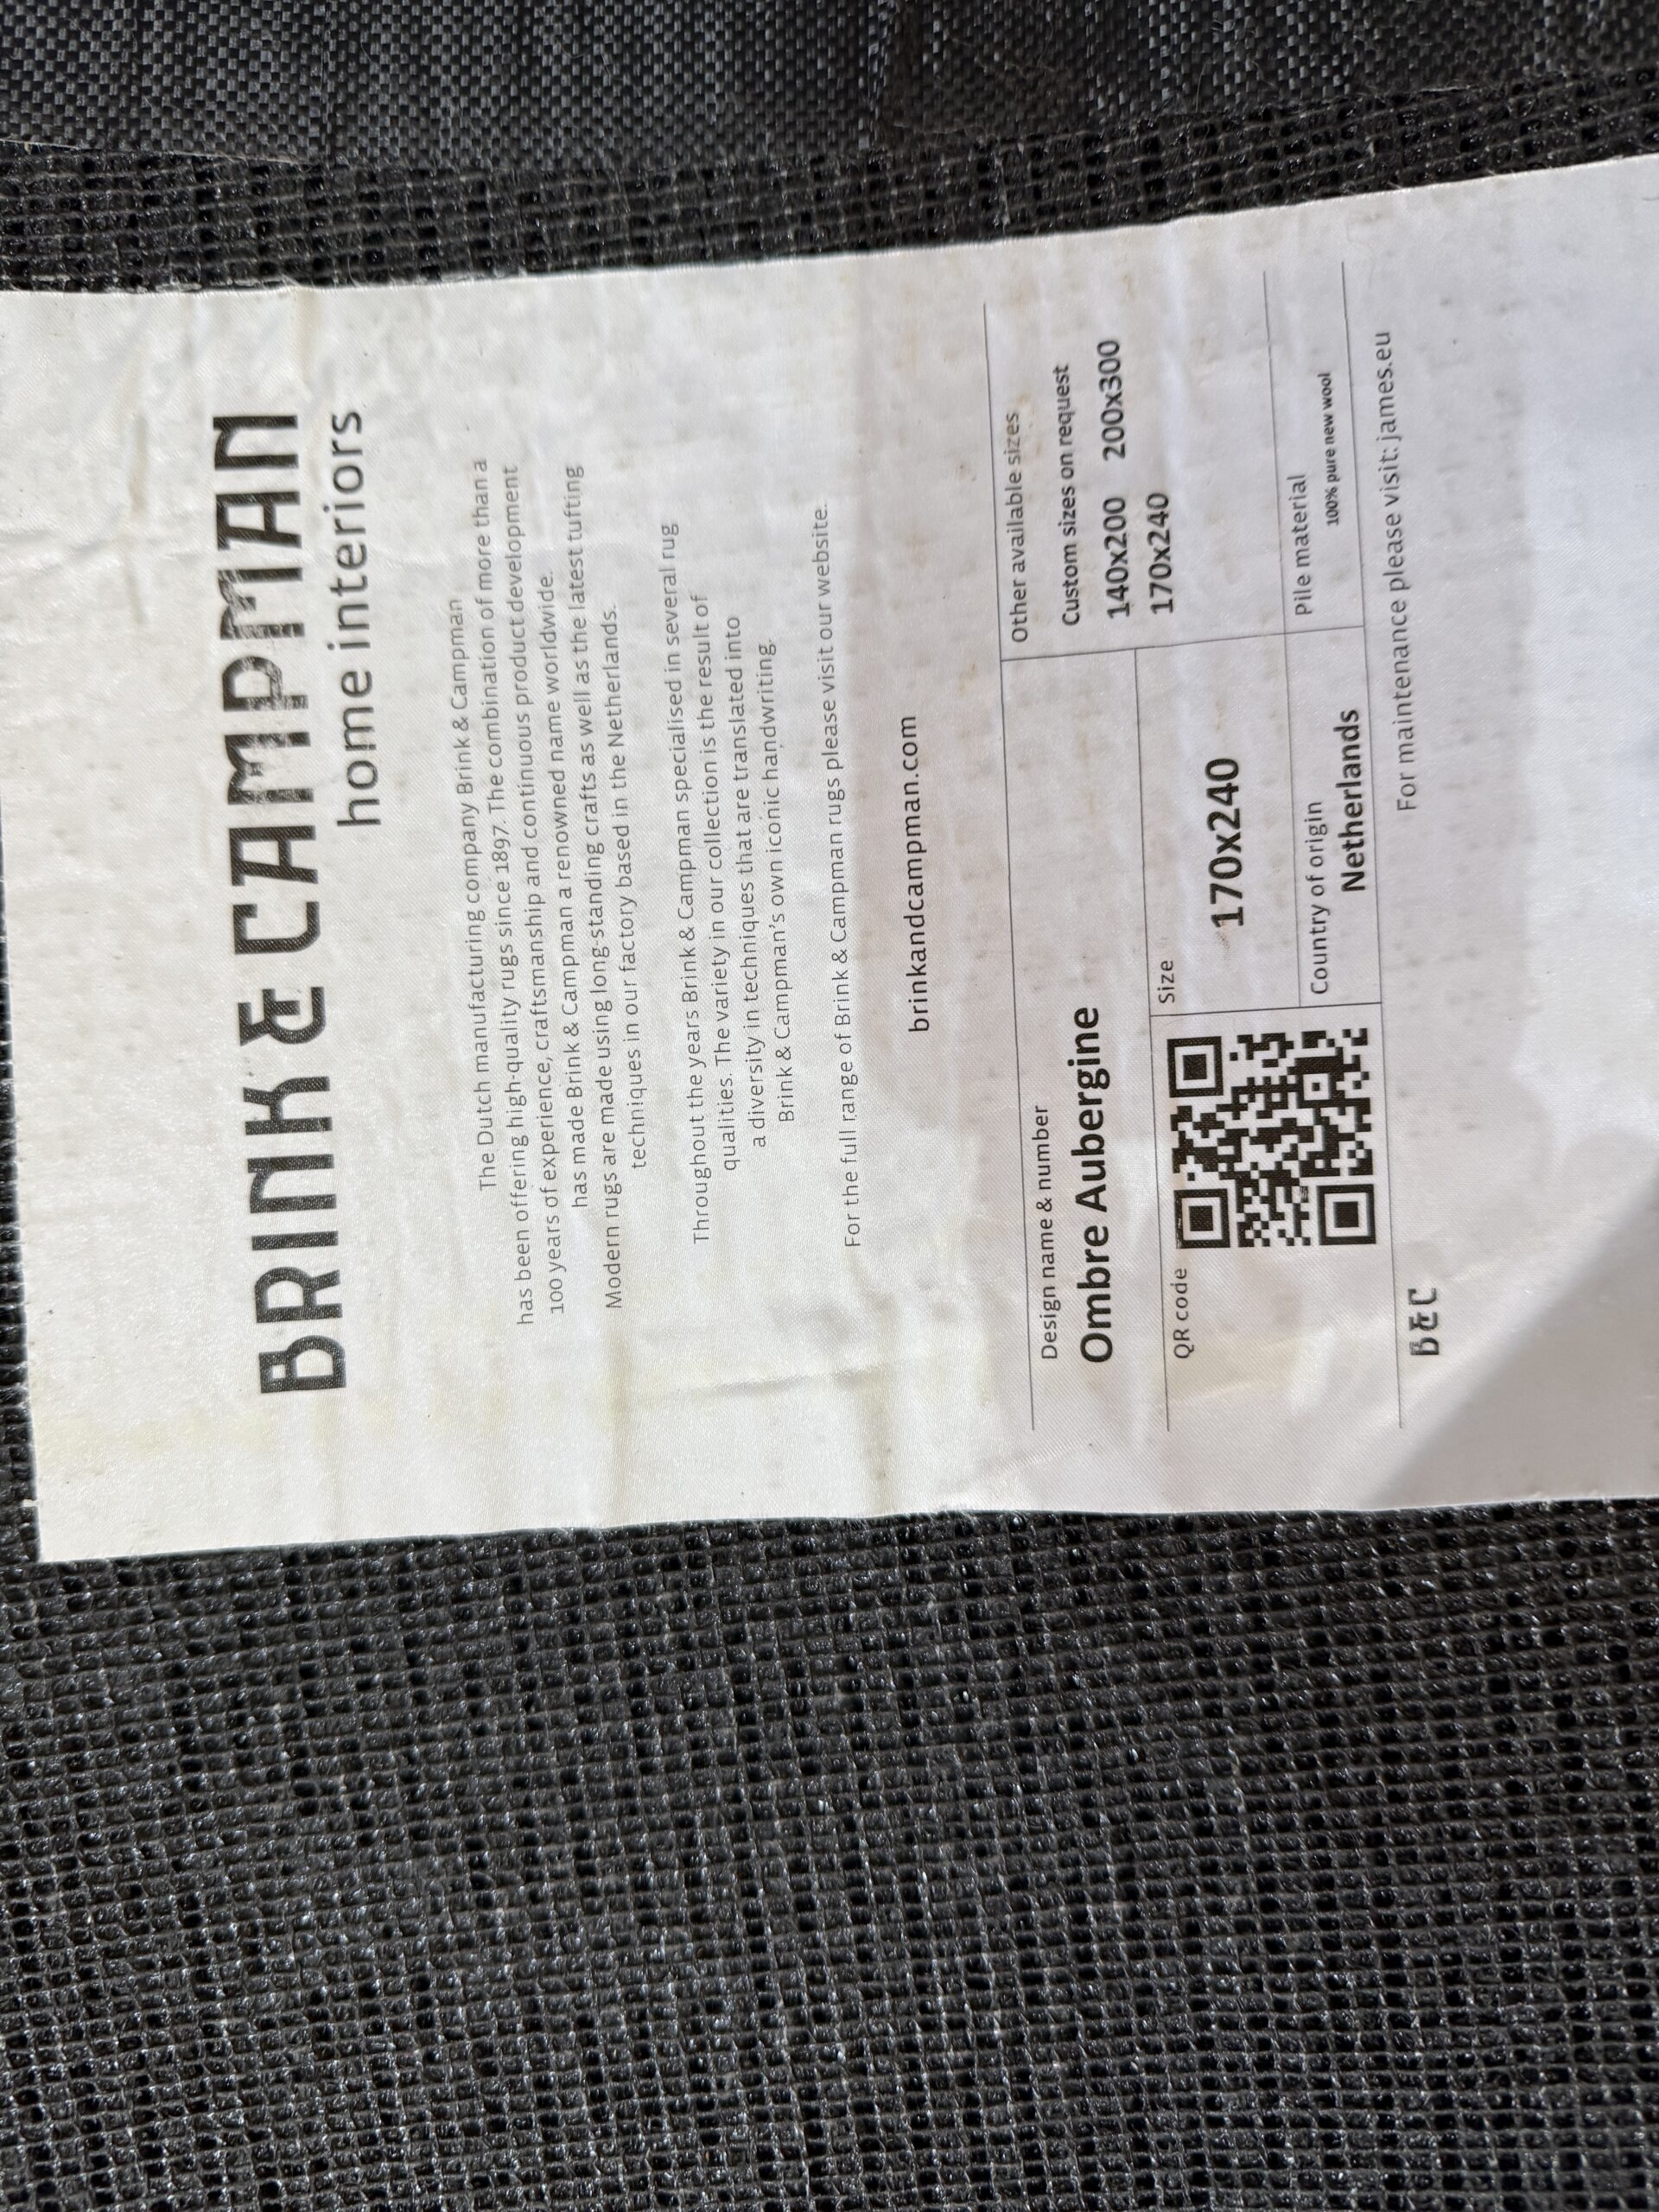 BRINK & CAMPMAN
home interiors
The Dutch manufacturing company Brink & Campman
has been offering high-quality rugs since 1897. The combination of more than a
100 years of experience, craftsmanship and continuous product development
has made Brink & Campman a renowned name worldwide.
Modern rugs are made using long-standing crafts as well as the latest tufting
techniques in our factory based in the Netherlands.
Throughout the years Brink & Campman specialised in several rug
qualities. The variety in our collection is the result of
a diversity in techniques that are translated into
Brink & Campman's own iconic handwriting.
For the full range of Brink & Campman rugs please visit our website.
brinkandcampman.com
Design name & number
Ombre Aubergine
Other available sizes
Custom sizes on request
140x200 200x300
170x240
QR code
Size
170x240
Country of origin
Netherlands
Pile material
100% pure new wool
B&C
For maintenance please visit: james.eu